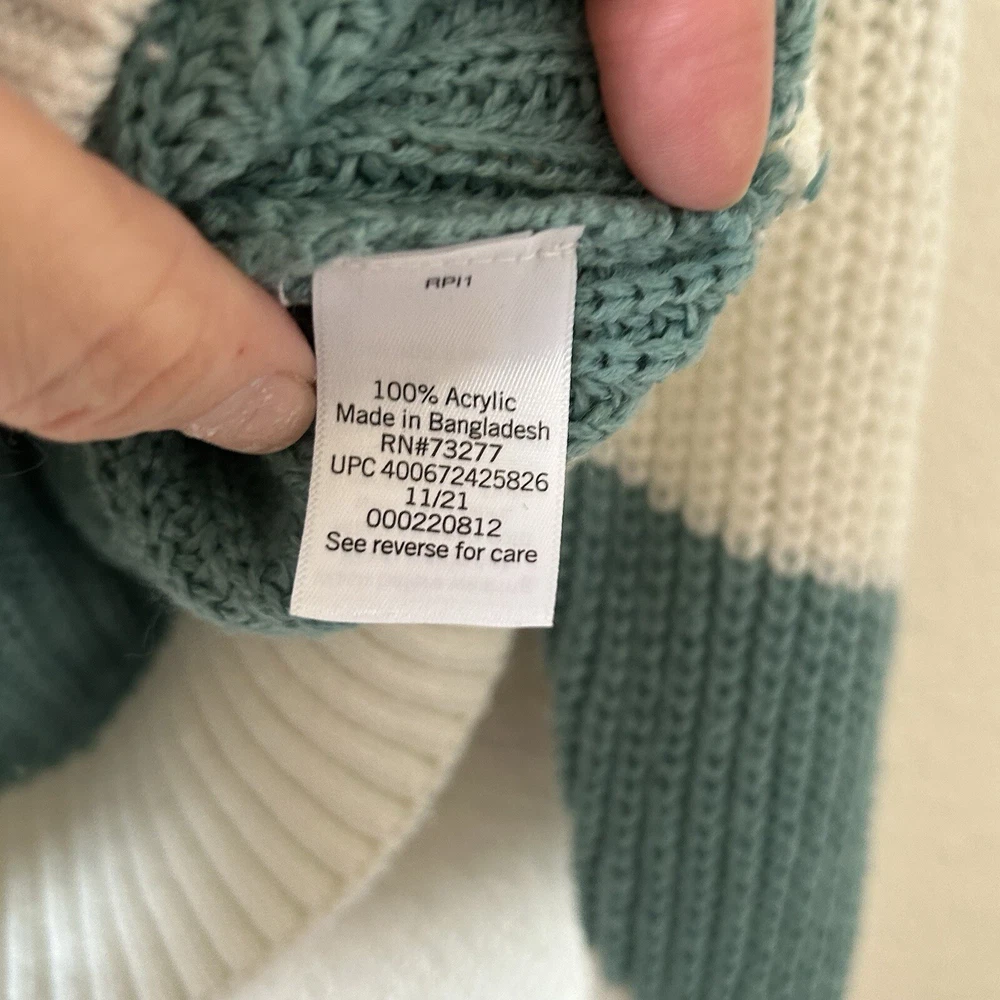 RPI1
100% Acrylic
Made in Bangladesh
RN#73277
UPC 400672425826
11/21
000220812
See reverse for care